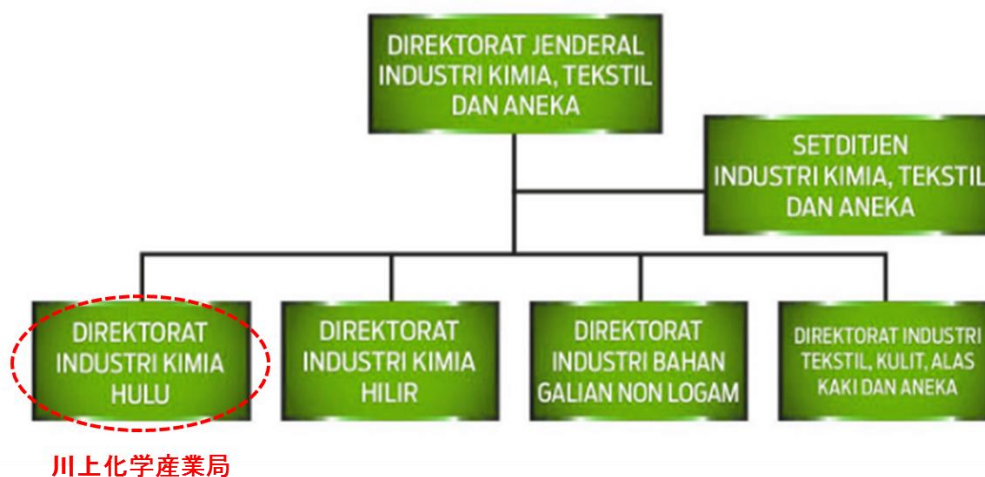 DIREKTORAT JENDERAL
INDUSTRI KIMIA, TEKSTIL
DAN ANEKA
SETDITJEN
INDUSTRI KIMIA, TEKSTIL
DAN ANEKA
DIREKTORAT
INDUSTRI KIMIA
HULU
DIREKTORAT
INDUSTRI KIMIA
HILIR
DIREKTORAT
INDUSTRI BAHAN
GALIAN NON LOGAM
DIREKTORAT INDUSTRI
TEKSTIL, KULIT, ALAS
KAKI DAN ANEKA
川上化学産業局